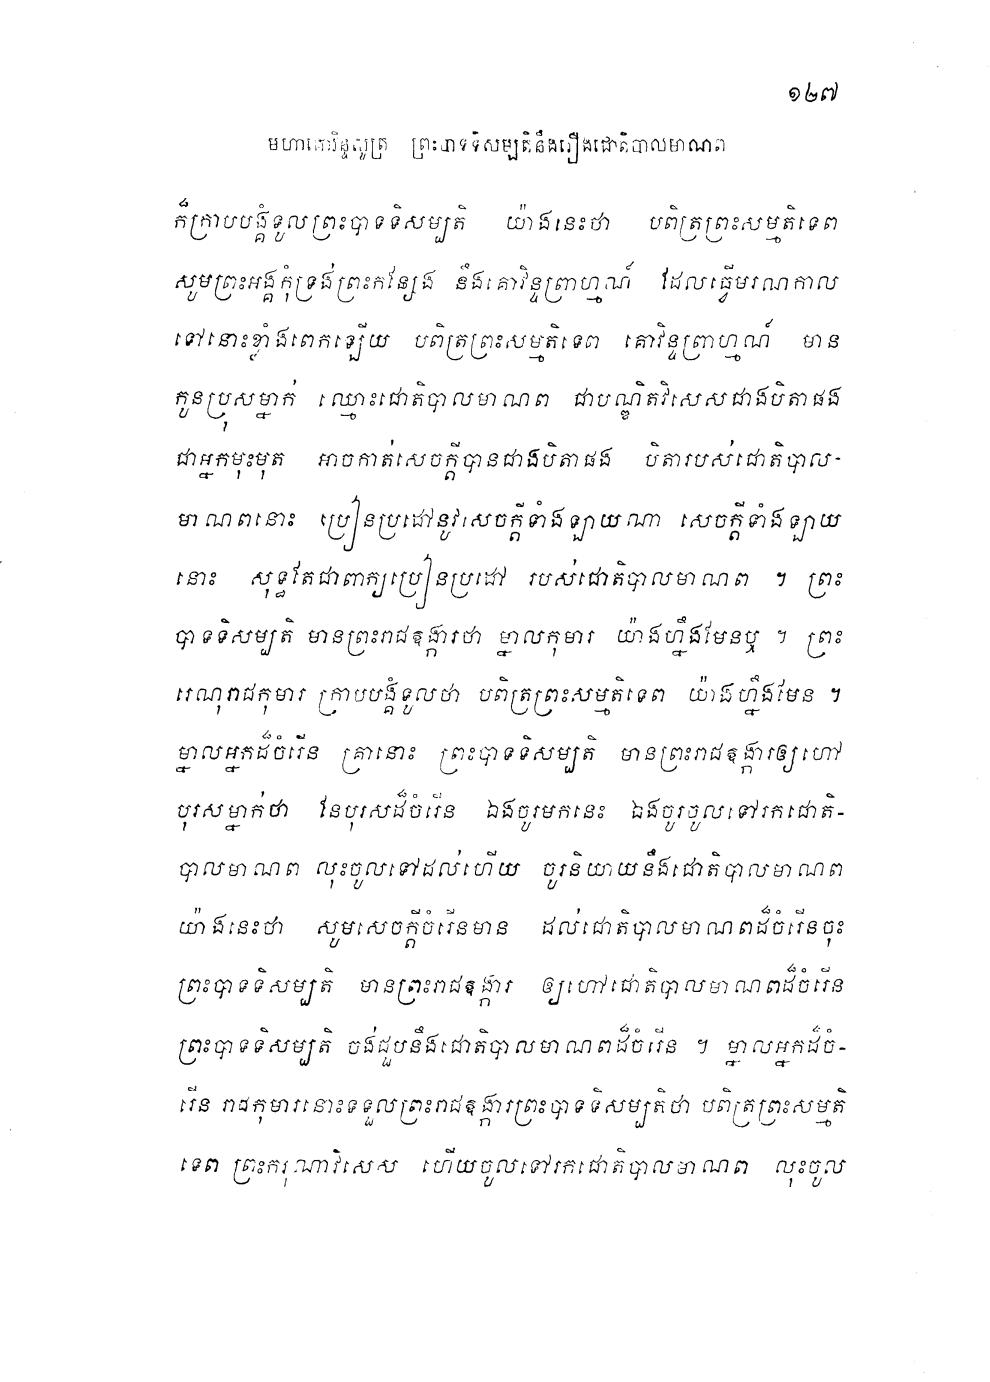 ១២៧
មហាគោវិន្ទសូត្រ ព្រះបាទទិសម្បតិនឹងរឿងជោតិបាលមាណព
ក៏ក្រាបបង្គំទូលព្រះបាទទិសម្បតិ យ៉ាងនេះថា បពិត្រព្រះសម្មតិទេព
សូមព្រះអង្គកុំទ្រង់ព្រះកន្សែង នឹងគោវិន្ទព្រាហ្មណ៍ ដែលធ្វើមរណកាល
ទៅនោះខ្លាំងពេកឡើយ បពិត្រព្រះសម្មតិទេព គោវិន្ទព្រាហ្មណ៍ មាន
កូនប្រុសម្នាក់ ឈ្មោះជោតិបាលមាណព ជាបណ្ឌិតវិសេសជាងបិតាផង
ជាអ្នកមុះមុត អាចកាត់សេចក្តីបានជាងបិតាផង បិតារបស់ជោតិបាល-
មាណពនោះ ប្រៀនប្រដៅនូវសេចក្តីទាំងឡាយណា សេចក្តីទាំងឡាយ
នោះ សុទ្ធតែជាពាក្យប្រៀនប្រដៅ របស់ជោតិបាលមាណព ។ ព្រះ
បាទទិសម្បតិ មានព្រះរាជឱង្ការថា ម្នាលកុមារ យ៉ាងហ្នឹងមែនឬ ។ ព្រះ
រេណុរាជកុមារ ក្រាបបង្គំទូលថា បពិត្រព្រះសម្មតិទេព យ៉ាងហ្នឹងមែន ។
ម្នាលអ្នកដ៏ចំរើន គ្រានោះ ព្រះបាទទិសម្បតិ មានព្រះរាជឱង្ការឲ្យហៅ
បុរសម្នាក់ថា នែបុរសដ៏ចំរើន ឯងចូរមកនេះ ឯងចូរចូលទៅរកជោតិ-
បាលមាណព លុះចូលទៅដល់ហើយ ចូរនិយាយនឹងជោតិបាលមាណព
យ៉ាងនេះថា សូមសេចក្តីចំរើនមាន ដល់ជោតិបាលមាណពដ៏ចំរើនចុះ
ព្រះបាទទិសម្បតិ មានព្រះរាជឱង្ការ ឲ្យហៅជោតិបាលមាណពដ៏ចំរើន
ព្រះបាទទិសម្បតិ ចង់ជួបនឹងជោតិបាលមាណពដ៏ចំរើន ។ ម្នាលអ្នកដ៏ចំ-
រើន រាជកុមារនោះទទួលព្រះរាជឱង្ការព្រះបាទទិសម្បតិថា បពិត្រព្រះសម្មតិ
ទេព ព្រះករុណាវិសេស ហើយចូលទៅរកជោតិបាលមាណព លុះចូល